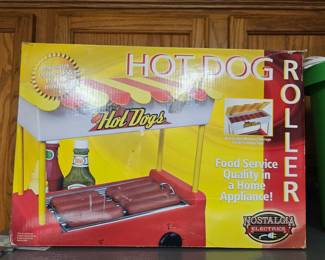 HOT DOG
ROLLER
Hot Dogs
Food Service
Quality in
a Home
Appliance!
NOSTALGIA
ELECTRICS